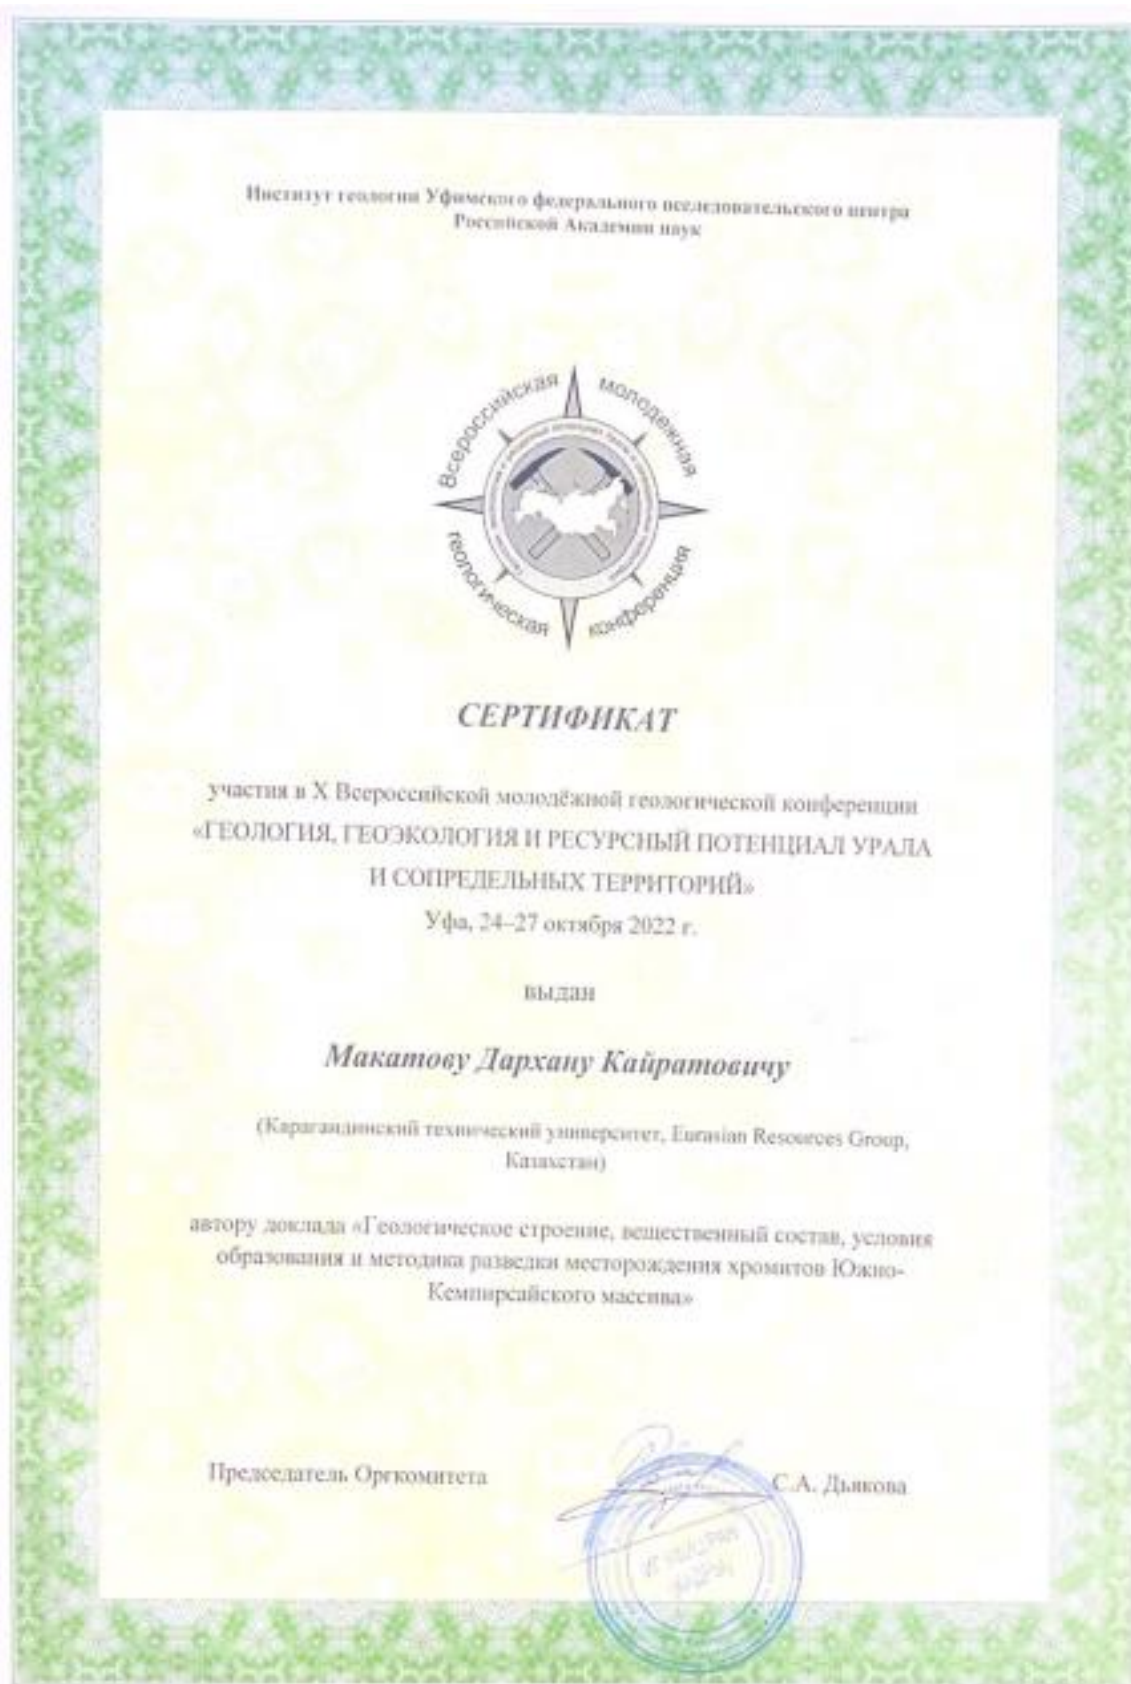 Институт геологии Уфимского федерального исследовательского центра
Российской Академии наук
Всероссийская молодежная
геологическая конференция
СЕРТИФИКАТ
участия в X Всероссийской молодёжной геологической конференции
«ГЕОЛОГИЯ, ГЕОЭКОЛОГИЯ И РЕСУРСНЫЙ ПОТЕНЦИАЛ УРАЛА
И СОПРЕДЕЛЬНЫХ ТЕРРИТОРИЙ»
Уфа, 24–27 октября 2022 г.
выдан
Макатову Дархану Кайратовичу
(Карагандинский технический университет, Eurasian Resources Group,
Казахстан)
автору доклада «Геологическое строение, вещественный состав, условия
образования и методика разведки месторождения хромитов Южно-
Кемпирсайского массива»
Председатель Оргкомитета
С.А. Дьякова